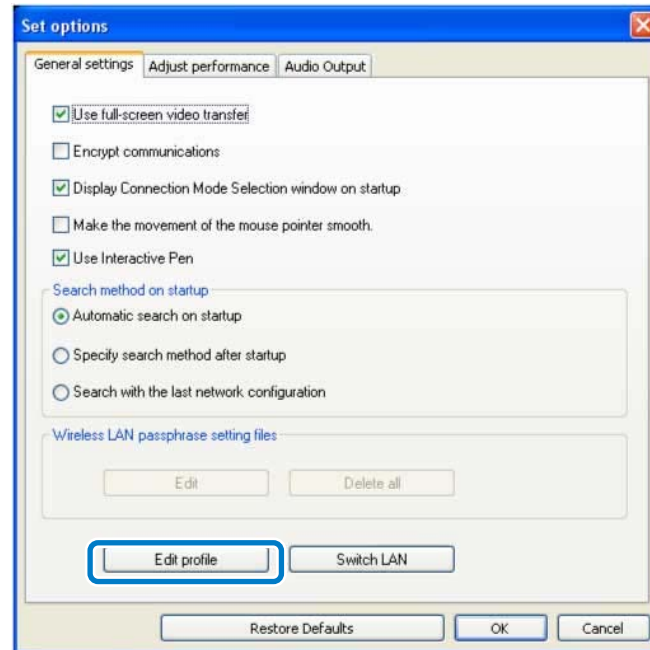 Set options
General settings Adjust performance Audio Output
Use full-screen video transfer
Encrypt communications
Display Connection Mode Selection window on startup
Make the movement of the mouse pointer smooth.
Use Interactive Pen
Search method on startup
Automatic search on startup
Specify search method after startup
Search with the last network configuration
Wireless LAN passphrase setting files
Edit Delete all
Edit profile Switch LAN
Restore Defaults OK Cancel